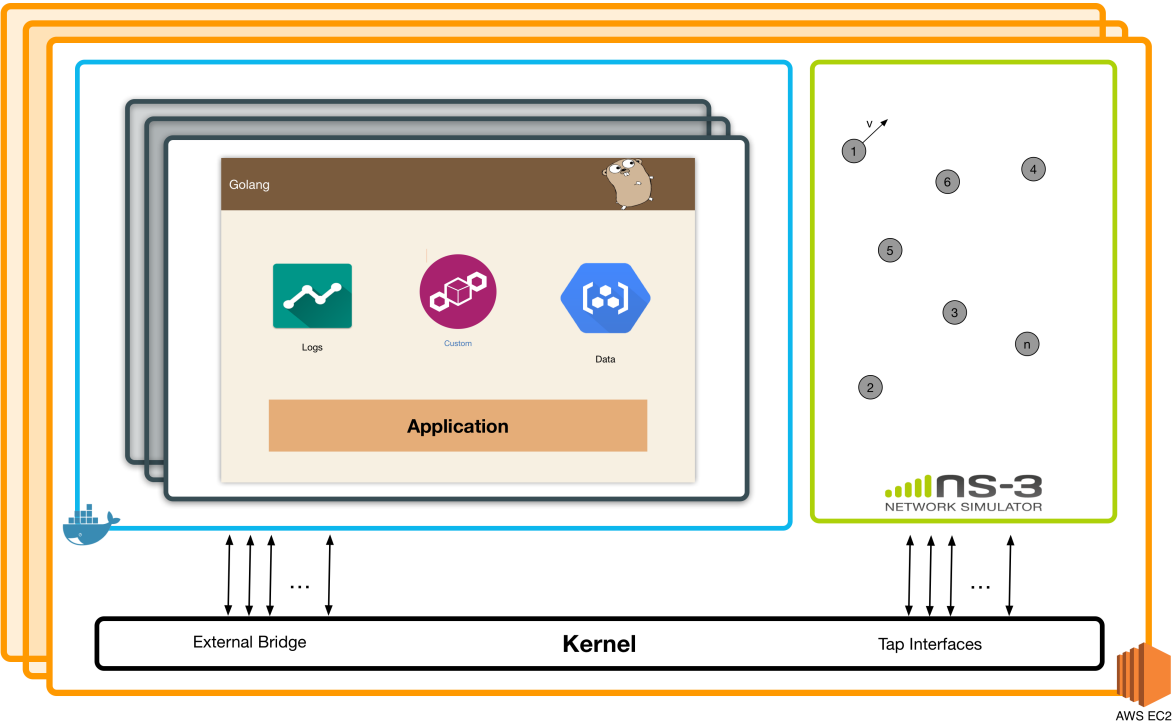 Golang
Logs
Custom
Data
Application
v
1
6
4
5
3
n
2
ns-3
NETWORK SIMULATOR
...
...
External Bridge
Kernel
Tap Interfaces
AWS EC2